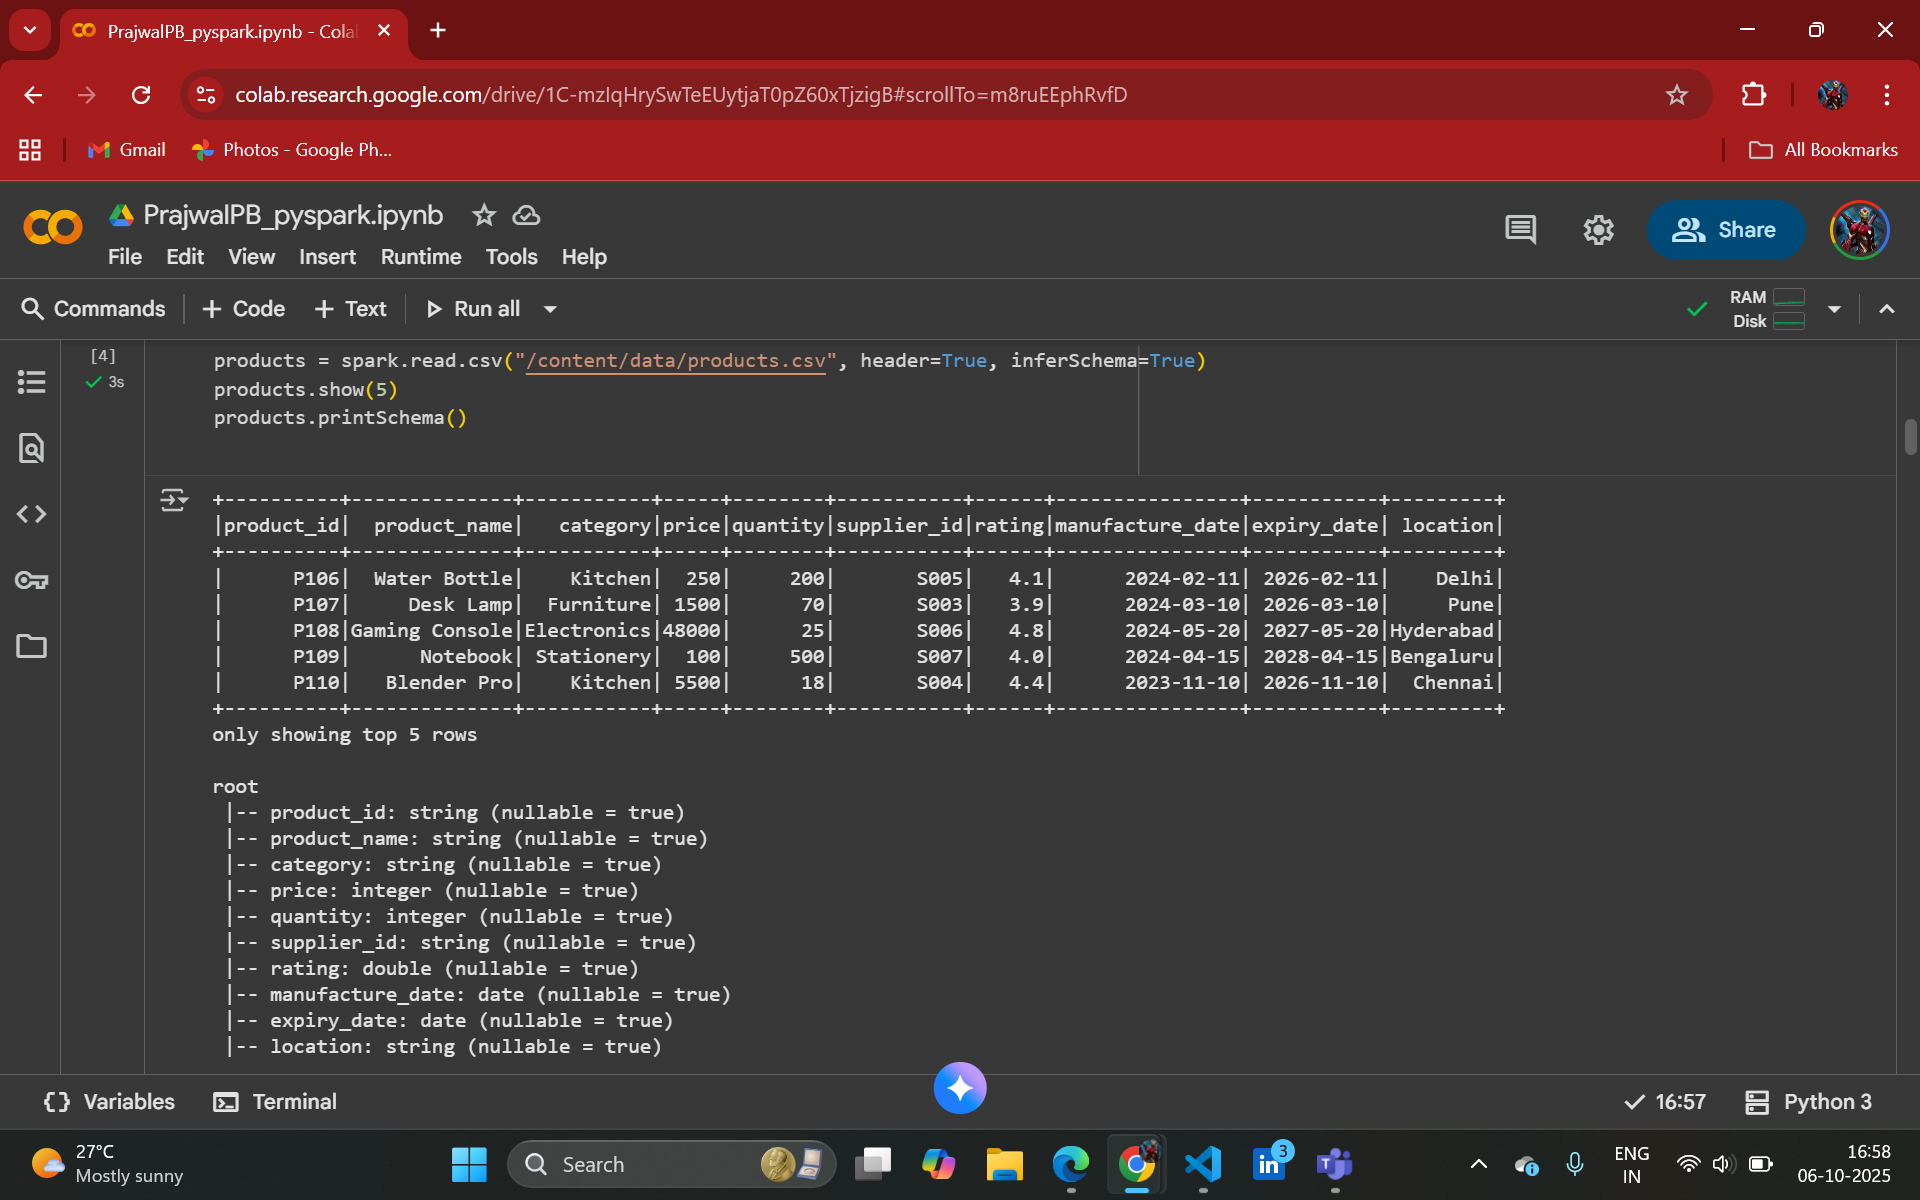 PrajwalPB_pyspark.ipynb - Cola
colab.research.google.com/drive/1C-mzIqHrySwTeEUytjaT0pZ60xTjzigB#scrollTo=m8ruEEphRvfD
Gmail
Photos - Google Ph...
All Bookmarks
PrajwalPB_pyspark.ipynb
Share
File Edit View Insert Runtime Tools Help
Commands + Code + Text Run all
RAM
Disk
[4]
3s
products = spark.read.csv("/content/data/products.csv", header=True, inferSchema=True)
products.show(5)
products.printSchema()
+----------+--------------+-----------+-----+--------+-----------+------+----------------+-----------+---------+
|product_id|  product_name|   category|price|quantity|supplier_id|rating|manufacture_date|expiry_date| location|
+----------+--------------+-----------+-----+--------+-----------+------+----------------+-----------+---------+
|      P106|  Water Bottle|    Kitchen|  250|     200|       S005|   4.1|      2024-02-11| 2026-02-11|    Delhi|
|      P107|     Desk Lamp|  Furniture| 1500|      70|       S003|   3.9|      2024-03-10| 2026-03-10|     Pune|
|      P108|Gaming Console|Electronics|48000|      25|       S006|   4.8|      2024-05-20| 2027-05-20|Hyderabad|
|      P109|      Notebook| Stationery|  100|     500|       S007|   4.0|      2024-04-15| 2028-04-15|Bengaluru|
|      P110|   Blender Pro|    Kitchen| 5500|      18|       S004|   4.4|      2023-11-10| 2026-11-10|  Chennai|
+----------+--------------+-----------+-----+--------+-----------+------+----------------+-----------+---------+
only showing top 5 rows
root
 |-- product_id: string (nullable = true)
 |-- product_name: string (nullable = true)
 |-- category: string (nullable = true)
 |-- price: integer (nullable = true)
 |-- quantity: integer (nullable = true)
 |-- supplier_id: string (nullable = true)
 |-- rating: double (nullable = true)
 |-- manufacture_date: date (nullable = true)
 |-- expiry_date: date (nullable = true)
 |-- location: string (nullable = true)
{} Variables
Terminal
16:57
Python 3
27°C
Mostly sunny
Search
3
ENG
IN
16:58
06-10-2025